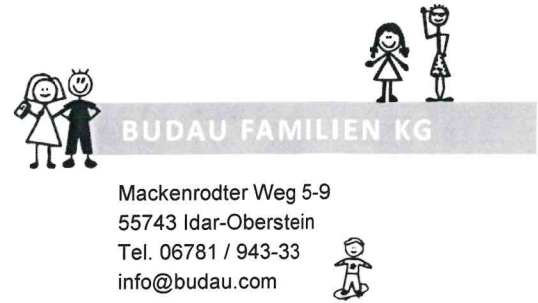 BUDAU FAMILIEN KG
Mackenrodter Weg 5-9
55743 Idar-Oberstein
Tel. 06781 / 943-33
info@budau.com